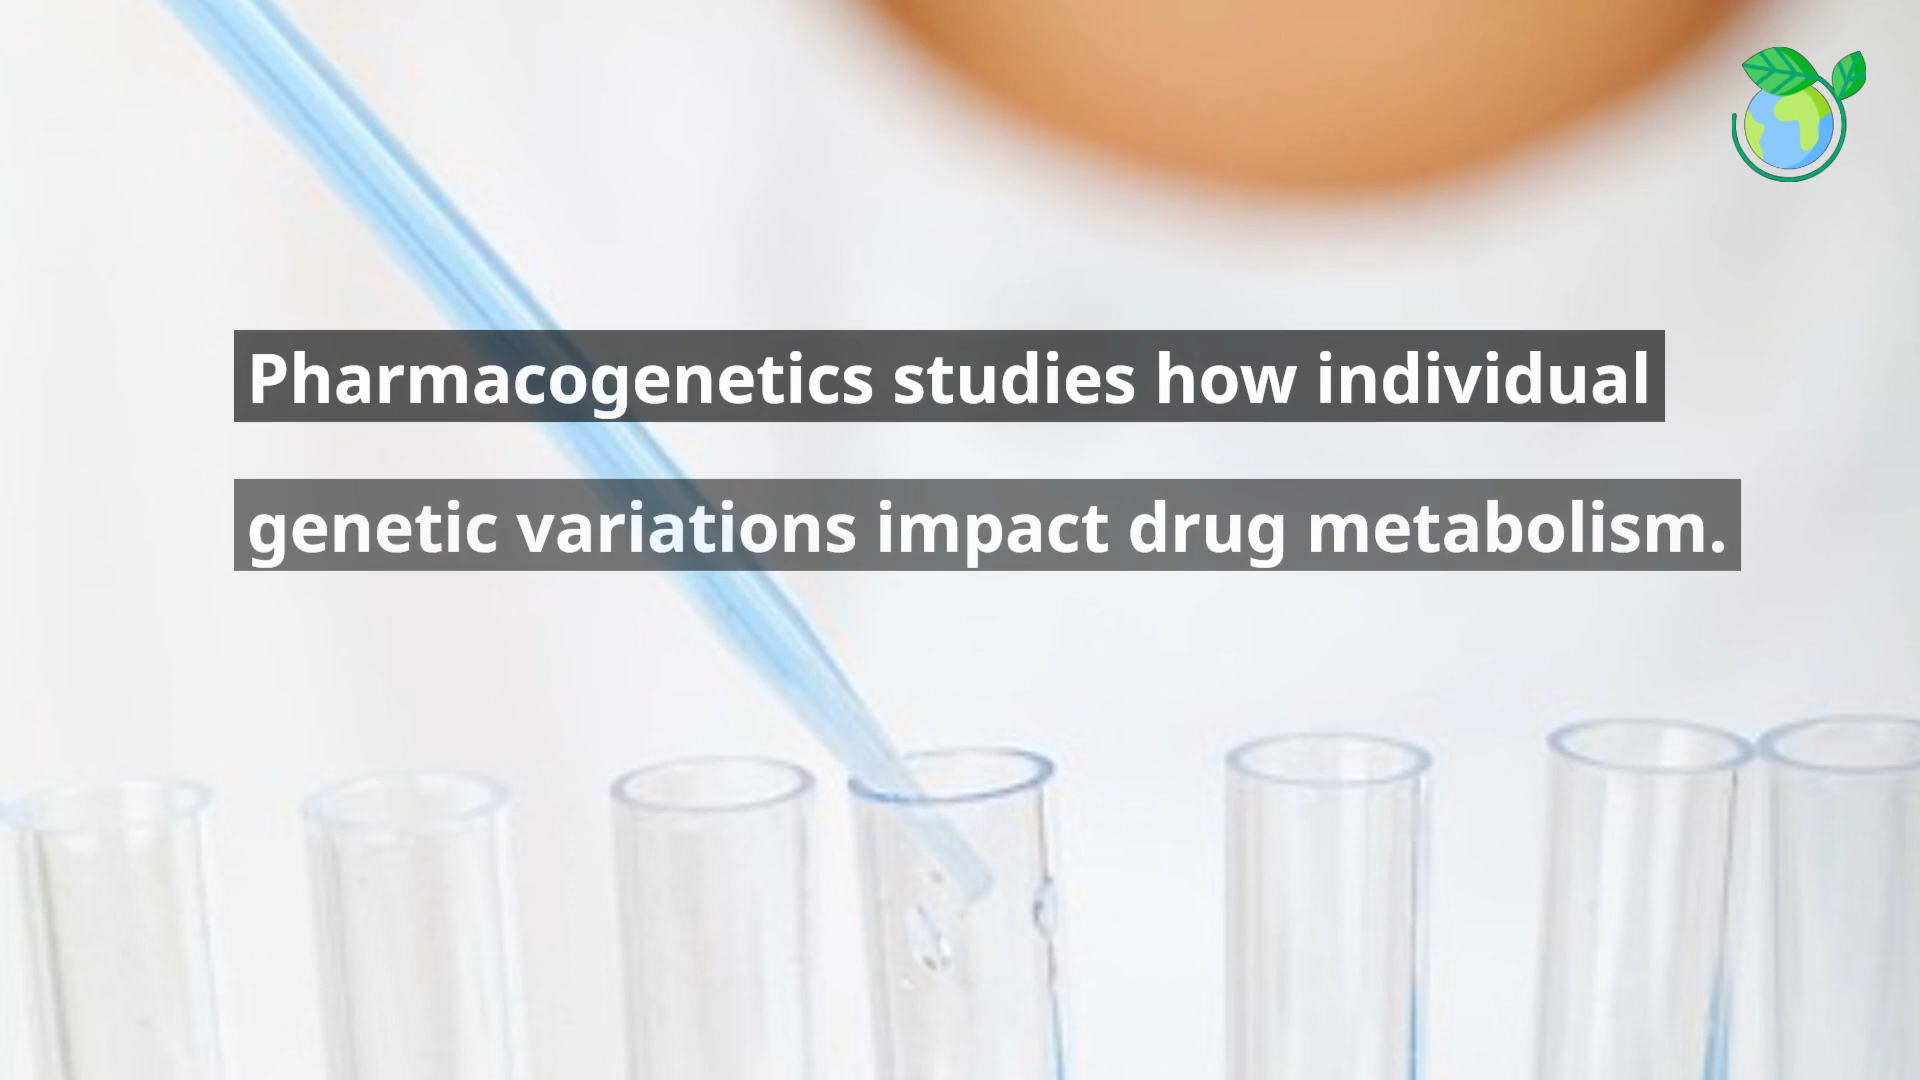 Pharmacogenetics studies how individual
genetic variations impact drug metabolism.